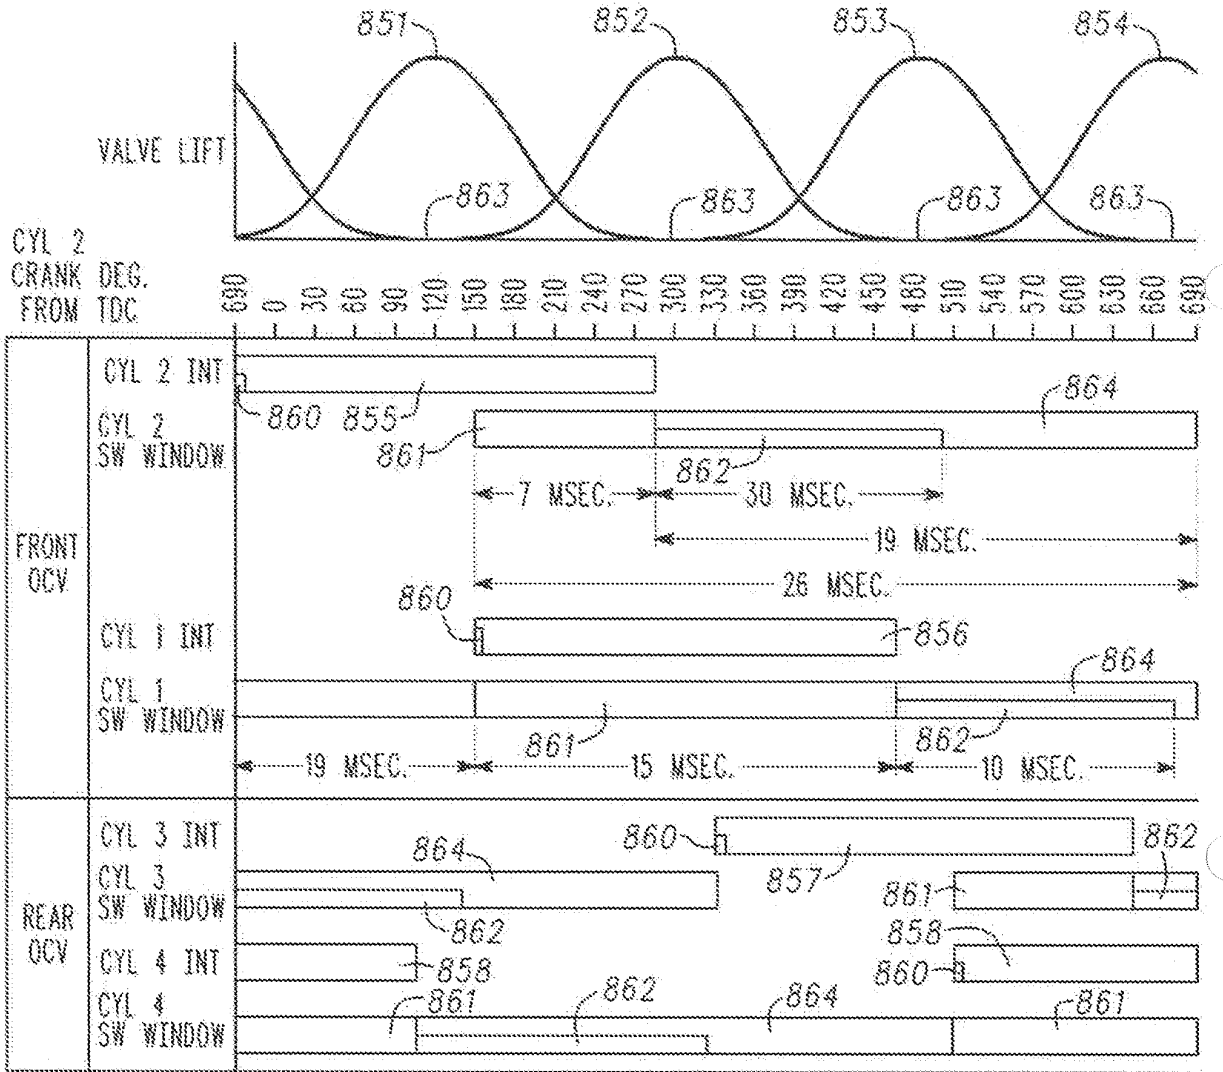 851 852 853 854
VALVE LIFT
863 863 863 863
CYL 2
CRANK DEG.
FROM TDC
690 0 30 60 90 120 150 180 210 240 270 300 330 360 390 420 450 480 510 540 570 600 630 660 690
CYL 2 INT
860 855 864
CYL 2
SW WINDOW
861 862
7 MSEC. 30 MSEC.
19 MSEC.
FRONT
OCV
26 MSEC.
860
CYL 1 INT 856
864
CYL 1
SW WINDOW
861 862
19 MSEC. 15 MSEC. 10 MSEC.
CYL 3 INT 860 862
864 857
CYL 3
SW WINDOW 861
862
REAR
OCV
858
CYL 4 INT 858 860
861 862 864 861
CYL 4
SW WINDOW